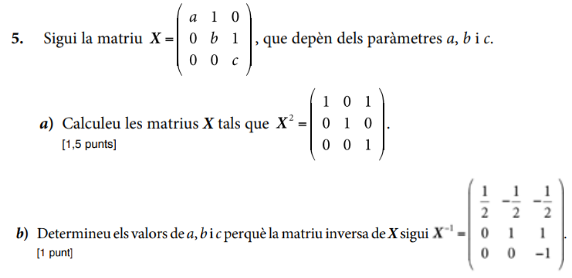 5. Sigui la matriu X = \begin{pmatrix} a & 1 & 0 \\ 0 & b & 1 \\ 0 & 0 & c \end{pmatrix}, que depèn dels paràmetres a, b i c.
a) Calculeu les matrius X tals que X^2 = \begin{pmatrix} 1 & 0 & 1 \\ 0 & 1 & 0 \\ 0 & 0 & 1 \end{pmatrix}.
[1,5 punts]
b) Determineu els valors de a, b i c perquè la matriu inversa de X sigui X^{-1} = \begin{pmatrix} \frac{1}{2} & -\frac{1}{2} & -\frac{1}{2} \\ 0 & 1 & 1 \\ 0 & 0 & -1 \end{pmatrix}.
[1 punt]